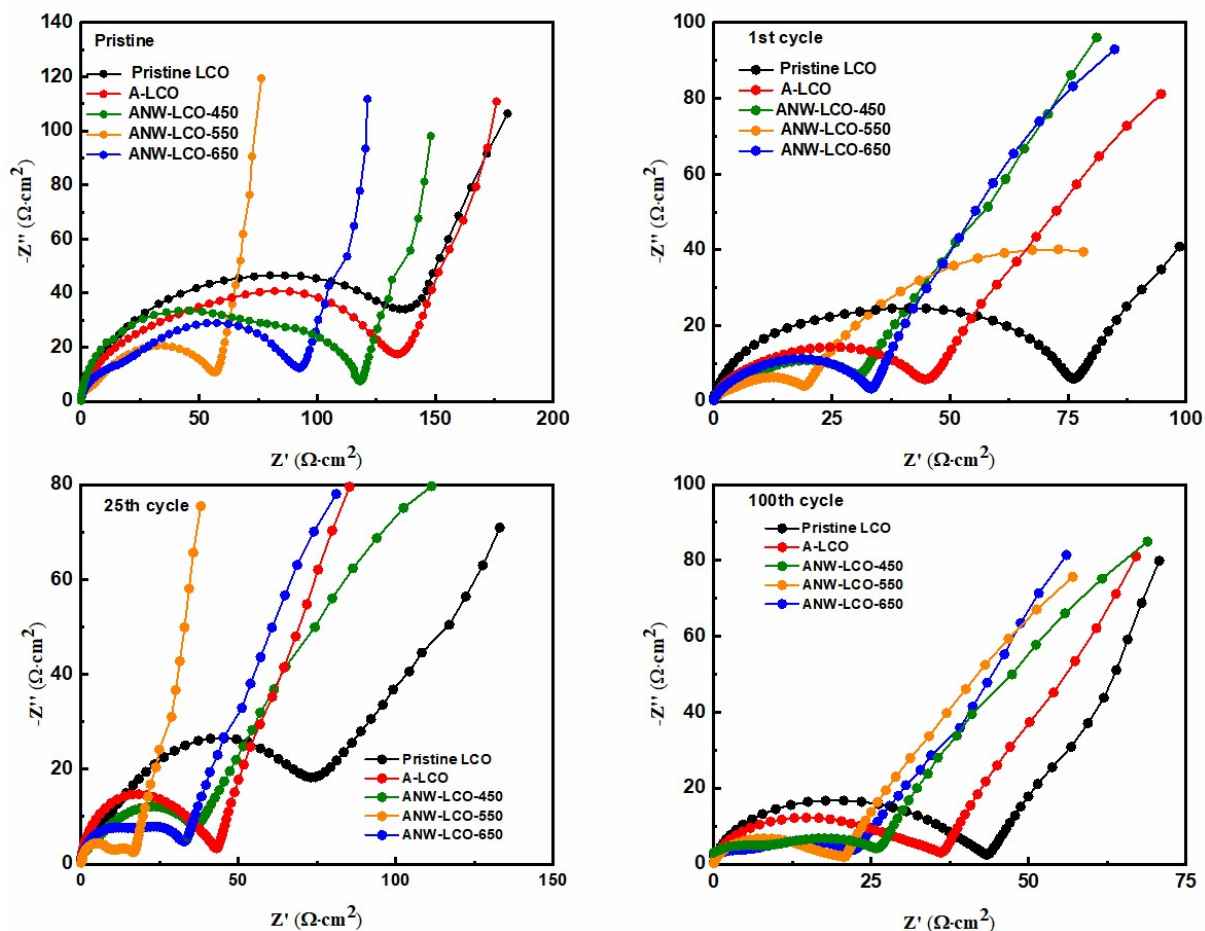 Pristine
Pristine LCO
A-LCO
ANW-LCO-450
ANW-LCO-550
ANW-LCO-650
-Z'' (Ω·cm²)
140
120
100
80
60
40
20
0
0 50 100 150 200
Z' (Ω·cm²)
1st cycle
Pristine LCO
A-LCO
ANW-LCO-450
ANW-LCO-550
ANW-LCO-650
-Z'' (Ω·cm²)
100
80
60
40
20
0
0 25 50 75 100
Z' (Ω·cm²)
25th cycle
-Z'' (Ω·cm²)
80
60
40
20
0
Pristine LCO
A-LCO
ANW-LCO-450
ANW-LCO-550
ANW-LCO-650
0 50 100 150
Z' (Ω·cm²)
100th cycle
Pristine LCO
A-LCO
ANW-LCO-450
ANW-LCO-550
ANW-LCO-650
-Z'' (Ω·cm²)
100
80
60
40
20
0
0 25 50 75
Z' (Ω·cm²)